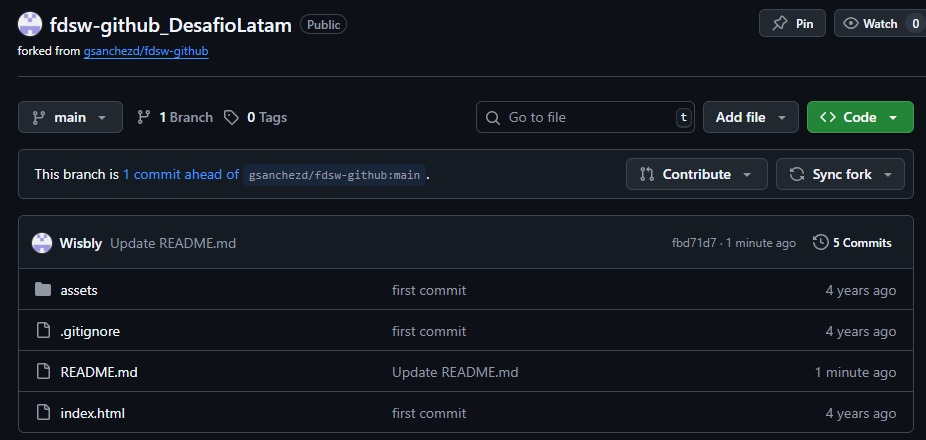 fdsw-github_DesafioLatam Public Pin Watch 0
forked from gsanchezd/fdsw-github
main 1 Branch 0 Tags Go to file t Add file Code
This branch is 1 commit ahead of gsanchezd/fdsw-github:main . Contribute Sync fork
Wisbly Update README.md fbd71d7 · 1 minute ago 5 Commits
assets first commit 4 years ago
.gitignore first commit 4 years ago
README.md Update README.md 1 minute ago
index.html first commit 4 years ago